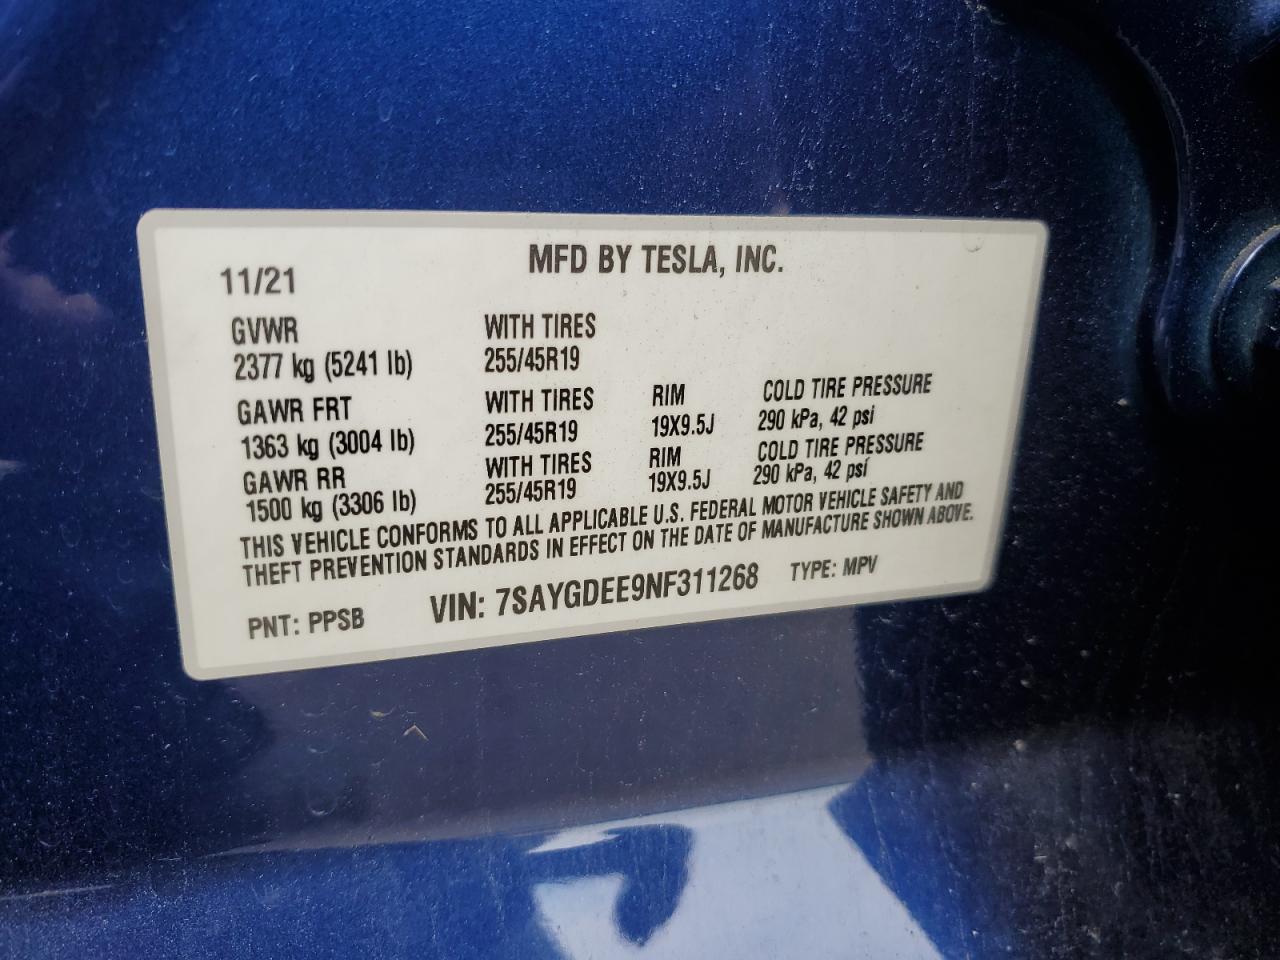 MFD BY TESLA, INC.
11/21
GVWR WITH TIRES
2377 kg (5241 lb) 255/45R19
GAWR FRT WITH TIRES RIM COLD TIRE PRESSURE
1363 kg (3004 lb) 255/45R19 19X9.5J 290 kPa, 42 psi
GAWR RR WITH TIRES RIM COLD TIRE PRESSURE
1500 kg (3306 lb) 255/45R19 19X9.5J 290 kPa, 42 psi
THIS VEHICLE CONFORMS TO ALL APPLICABLE U.S. FEDERAL MOTOR VEHICLE SAFETY AND
THEFT PREVENTION STANDARDS IN EFFECT ON THE DATE OF MANUFACTURE SHOWN ABOVE.
PNT: PPSB VIN: 7SAYGDEE9NF311268 TYPE: MPV